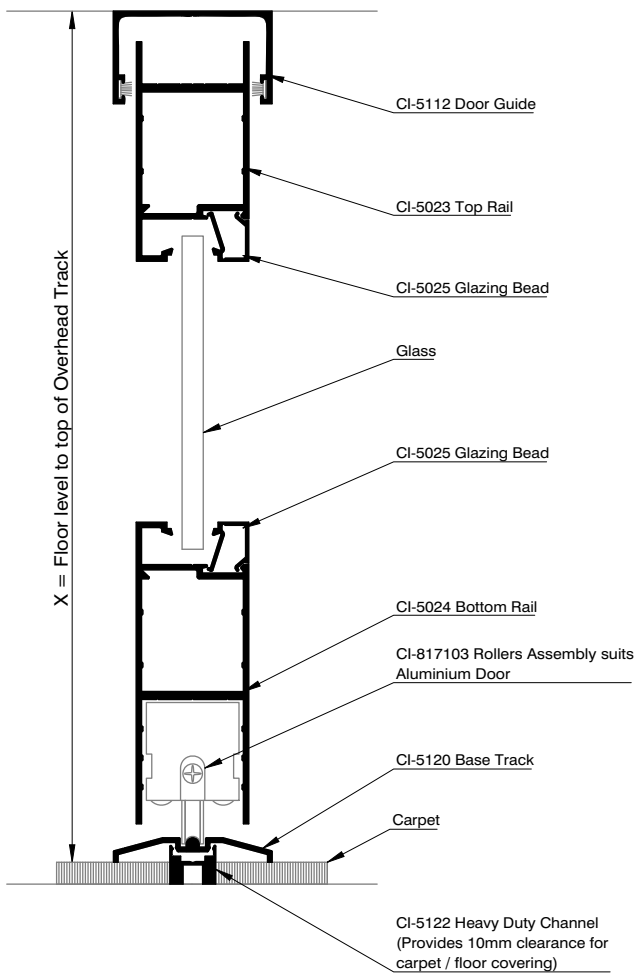 CI-5112 Door Guide
CI-5023 Top Rail
CI-5025 Glazing Bead
X = Floor level to top of Overhead Track
Glass
CI-5025 Glazing Bead
CI-5024 Bottom Rail
CI-817103 Rollers Assembly suits
Aluminium Door
CI-5120 Base Track
Carpet
CI-5122 Heavy Duty Channel
(Provides 10mm clearance for
carpet / floor covering)